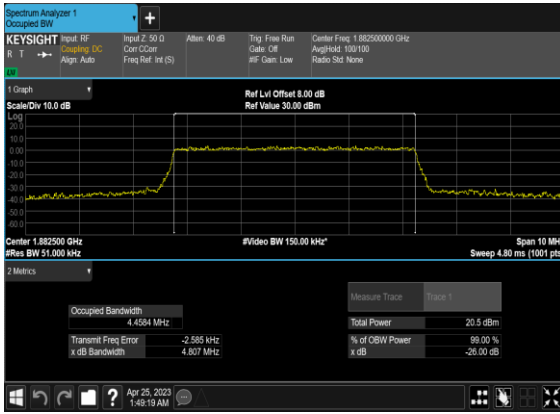 Spectrum Analyzer 1
Occupied BW
KEYSIGHT Input: RF Input Z: 50 Ω Atten: 40 dB Trig: Free Run Center Freq: 1.882500000 GHz
R T Coupling: DC Corr CCorr Gate: Off Avg|Hold: 100/100
Align: Auto Freq Ref: Int (S) #IF Gain: Low Radio Std: None
1 Graph
Scale/Div 10.0 dB
Ref Lvl Offset 8.00 dB
Ref Value 30.00 dBm
Log
20.0
10.0
0.00
-10.0
-20.0
-30.0
-40.0
-50.0
-60.0
Center 1.882500 GHz #Video BW 150.00 kHz* Span 10 MH
#Res BW 51.000 kHz Sweep 4.80 ms (1001 pts
2 Metrics
Measure Trace Trace 1
Occupied Bandwidth
4.4584 MHz
Total Power 20.5 dBm
Transmit Freq Error -2.585 kHz % of OBW Power 99.00 %
x dB Bandwidth 4.807 MHz x dB -26.00 dB
Apr 25, 2023
1:49:19 AM